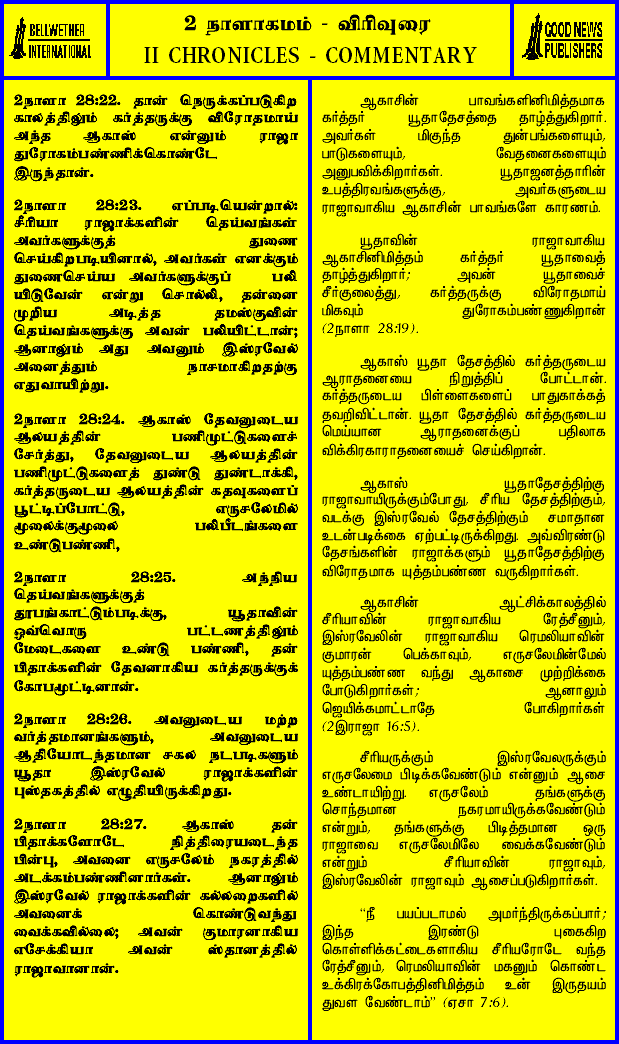 BELLWETHER
INTERNATIONAL
2 நாளாகமம் - விரிவுரை
II CHRONICLES - COMMENTARY
GOOD NEWS
PUBLISHERS
2நாளா 28:22. தான் நெருக்கப்படுகிற
காலத்திலும் கர்த்தருக்கு விரோதமாய்
அந்த ஆகாஸ் என்னும் ராஜா
துரோகம்பண்ணிக்கொண்டே
இருந்தான்.
2நாளா 28:23. எப்படியென்றால்:
சீரியா ராஜாக்களின் தெய்வங்கள்
அவர்களுக்குத் துணை
செய்கிறபடியினால், அவர்கள் எனக்கும்
துணைசெய்ய அவர்களுக்குப் பலி
யிடுவேன் என்று சொல்லி, தன்னை
முறிய அடித்த தமஸ்குவின்
தெய்வங்களுக்கு அவன் பலியிட்டான்;
ஆனாலும் அது அவனும் இஸ்ரவேல்
அனைத்தும் நாசமாகிறதற்கு
எதுவாயிற்று.
2நாளா 28:24. ஆகாஸ் தேவனுடைய
ஆலயத்தின் பணிமுட்டுகளைச்
சேர்த்து, தேவனுடைய ஆலயத்தின்
பணிமுட்டுகளைத் துண்டு துண்டாக்கி,
கர்த்தருடைய ஆலயத்தின் கதவுகளைப்
பூட்டிப்போட்டு, எருசலேமில்
மூலைக்குமூலை பலிபீடங்களை
உண்டுபண்ணி,
2நாளா 28:25. அந்நிய
தெய்வங்களுக்குத்
தூபங்காட்டும்படிக்கு, யூதாவின்
ஒவ்வொரு பட்டணத்திலும்
மேடைகளை உண்டு பண்ணி, தன்
பிதாக்களின் தேவனாகிய கர்த்தருக்குக்
கோபமூட்டினான்.
2நாளா 28:26. அவனுடைய மற்ற
வர்த்தமானங்களும், அவனுடைய
ஆதியோடந்தமான சகல நடபடிகளும்
யூதா இஸ்ரவேல் ராஜாக்களின்
புஸ்தகத்தில் எழுதியிருக்கிறது.
2நாளா 28:27. ஆகாஸ் தன்
பிதாக்களோடே நித்திரையடைந்த
பின்பு, அவனை எருசலேம் நகரத்தில்
அடக்கம்பண்ணினார்கள். ஆனாலும்
இஸ்ரவேல் ராஜாக்களின் கல்லறைகளில்
அவனைக் கொண்டுவந்து
வைக்கவில்லை; அவன் குமாரனாகிய
எசேக்கியா அவன் ஸ்தானத்தில்
ராஜாவானான்.
ஆகாசின் பாவங்களினிமித்தமாக
கர்த்தர் யூதாதேசத்தை தாழ்த்துகிறார்.
அவர்கள் மிகுந்த துன்பங்களையும்,
பாடுகளையும், வேதனைகளையும்
அனுபவிக்கிறார்கள். யூதாஜனத்தாரின்
உபத்திரவங்களுக்கு, அவர்களுடைய
ராஜாவாகிய ஆகாசின் பாவங்களே காரணம்.
யூதாவின் ராஜாவாகிய
ஆகாசினிமித்தம் கர்த்தர் யூதாவைத்
தாழ்த்துகிறார்; அவன் யூதாவைச்
சீர்குலைத்து, கர்த்தருக்கு விரோதமாய்
மிகவும் துரோகம்பண்ணுகிறான்
(2நாளா 28:19).
ஆகாஸ் யூதா தேசத்தில் கர்த்தருடைய
ஆராதனையை நிறுத்திப் போட்டான்.
கர்த்தருடைய பிள்ளைகளைப் பாதுகாக்கத்
தவறிவிட்டான். யூதா தேசத்தில் கர்த்தருடைய
மெய்யான ஆராதனைக்குப் பதிலாக
விக்கிரகாராதனையைச் செய்கிறான்.
ஆகாஸ் யூதாதேசத்திற்கு
ராஜாவாயிருக்கும்போது, சீரிய தேசத்திற்கும்,
வடக்கு இஸ்ரவேல் தேசத்திற்கும் சமாதான
உடன்படிக்கை ஏற்பட்டிருக்கிறது. அவ்விரண்டு
தேசங்களின் ராஜாக்களும் யூதாதேசத்திற்கு
விரோதமாக யுத்தம்பண்ண வருகிறார்கள்.
ஆகாசின் ஆட்சிக்காலத்தில்
சீரியாவின் ராஜாவாகிய ரேத்சீனும்,
இஸ்ரவேலின் ராஜாவாகிய ரெமலியாவின்
குமாரன் பெக்காவும், எருசலேமின்மேல்
யுத்தம்பண்ண வந்து ஆகாசை முற்றிக்கை
போடுகிறார்கள்; ஆனாலும்
ஜெயிக்கமாட்டாதே போகிறார்கள்
(2இராஜா 16:5).
சீரியருக்கும் இஸ்ரவேலருக்கும்
எருசலேமை பிடிக்கவேண்டும் என்னும் ஆசை
உண்டாயிற்று. எருசலேம் தங்களுக்கு
சொந்தமான நகரமாயிருக்கவேண்டும்
என்றும், தங்களுக்கு பிடித்தமான ஒரு
ராஜாவை எருசலேமிலே வைக்கவேண்டும்
என்றும் சீரியாவின் ராஜாவும்,
இஸ்ரவேலின் ராஜாவும் ஆசைப்படுகிறார்கள்.
"நீ பயப்படாமல் அமர்ந்திருக்கப்பார்;
இந்த இரண்டு புகைகிற
கொள்ளிக்கட்டைகளாகிய சீரியரோடே வந்த
ரேத்சீனும், ரெமலியாவின் மகனும் கொண்ட
உக்கிரக்கோபத்தினிமித்தம் உன் இருதயம்
துவள வேண்டாம்" (ஏசா 7:6).